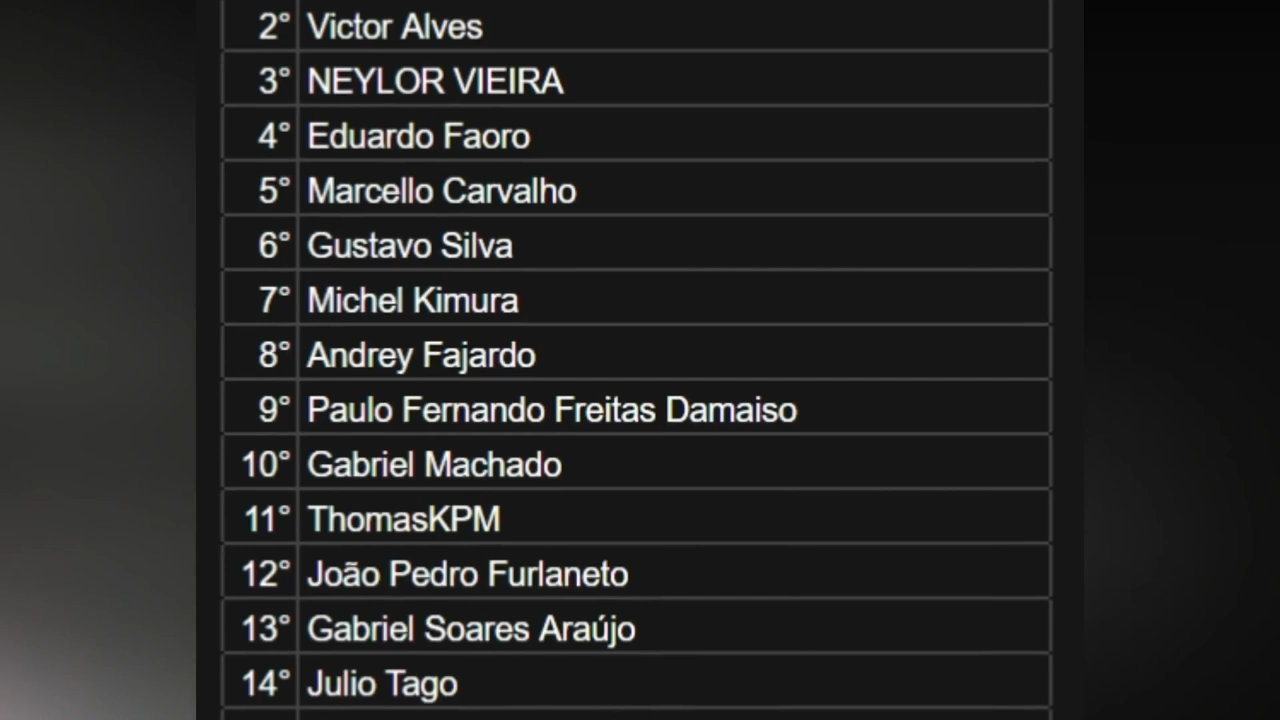 2° Victor Alves
3° NEYLOR VIEIRA
4° Eduardo Faoro
5° Marcello Carvalho
6° Gustavo Silva
7° Michel Kimura
8° Andrey Fajardo
9° Paulo Fernando Freitas Damaiso
10° Gabriel Machado
11° ThomasKPM
12° João Pedro Furlaneto
13° Gabriel Soares Araújo
14° Julio Tago